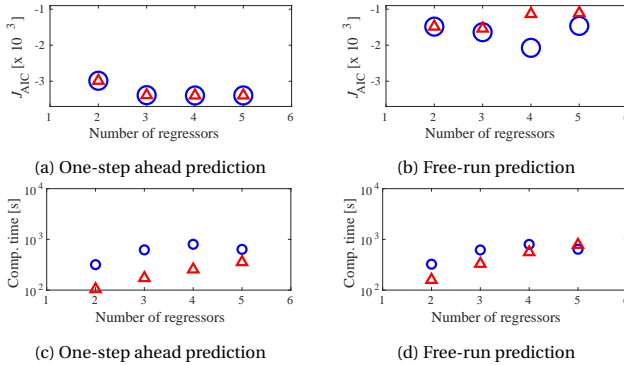 -1
-2
-3
J_AIC [x 10^3]
1 2 3 4 5 6
Number of regressors
(a) One-step ahead prediction
-1
-2
-3
J_AIC [x 10^3]
1 2 3 4 5 6
Number of regressors
(b) Free-run prediction
10^4
10^3
10^2
Comp. time [s]
1 2 3 4 5 6
Number of regressors
(c) One-step ahead prediction
10^4
10^3
10^2
Comp. time [s]
1 2 3 4 5 6
Number of regressors
(d) Free-run prediction